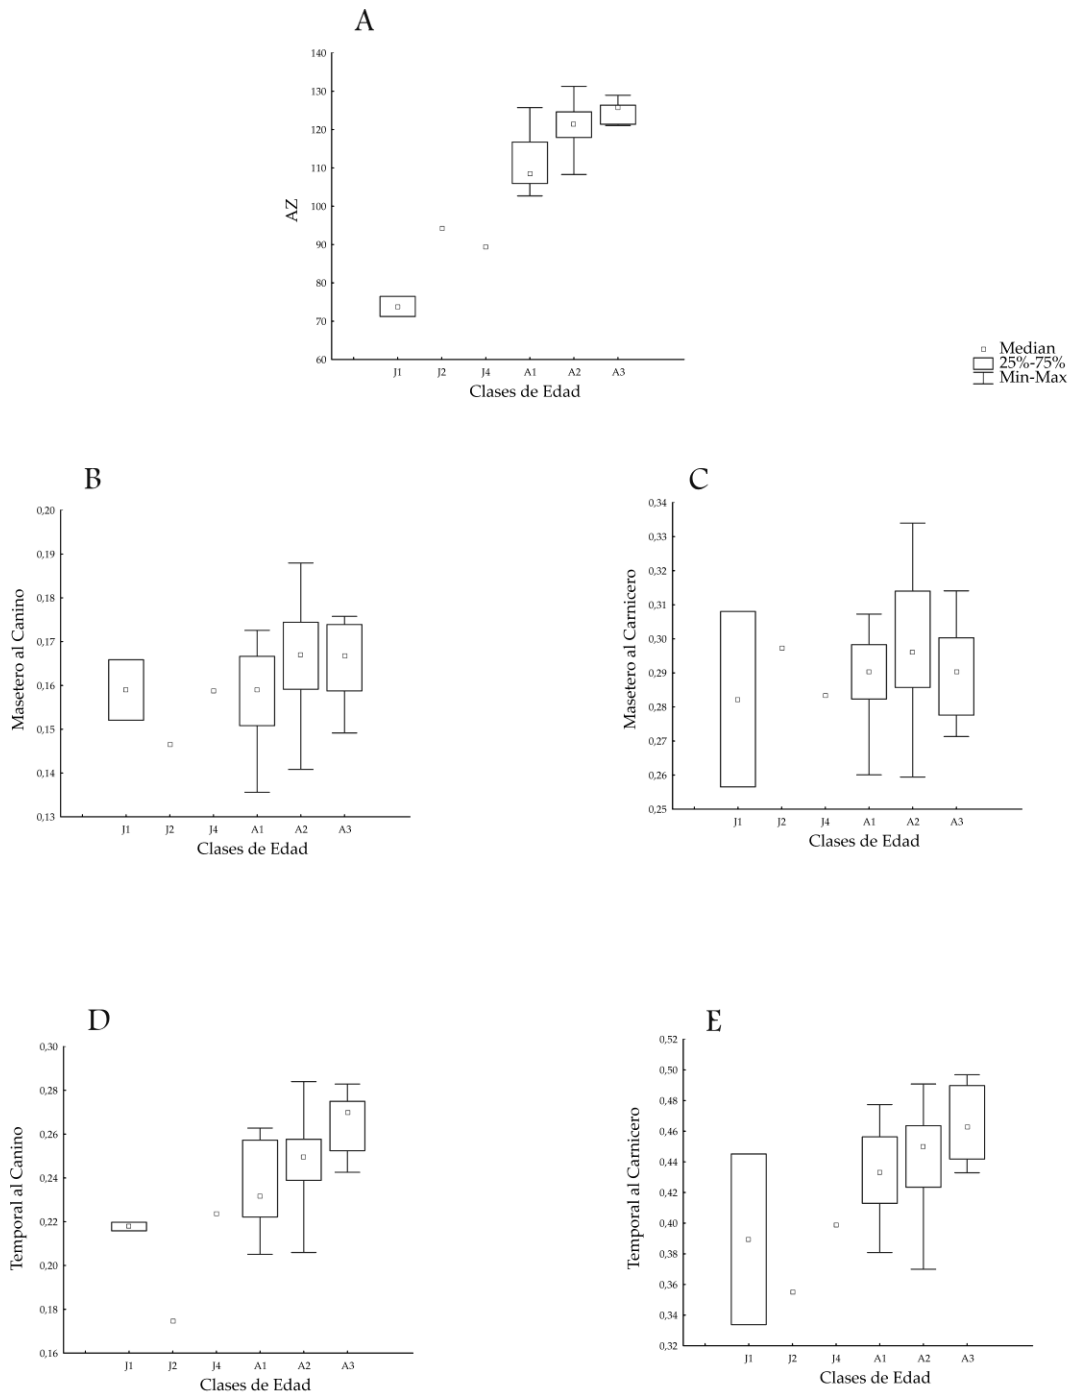 A
140
130
120
110
100
90
80
70
60
AZ
J1 J2 J4 A1 A2 A3
Clases de Edad
Median
25%-75%
Min-Max
B
0,20
0,19
0,18
0,17
0,16
0,15
0,14
0,13
Masetero al Canino
J1 J2 J4 A1 A2 A3
Clases de Edad
C
0,34
0,33
0,32
0,31
0,30
0,29
0,28
0,27
0,26
0,25
Masetero al Carnicero
J1 J2 J4 A1 A2 A3
Clases de Edad
D
0,30
0,28
0,26
0,24
0,22
0,20
0,18
0,16
Temporal al Canino
J1 J2 J4 A1 A2 A3
Clases de Edad
E
0,52
0,50
0,48
0,46
0,44
0,42
0,40
0,38
0,36
0,34
0,32
Temporal al Carnicero
J1 J2 J4 A1 A2 A3
Clases de Edad